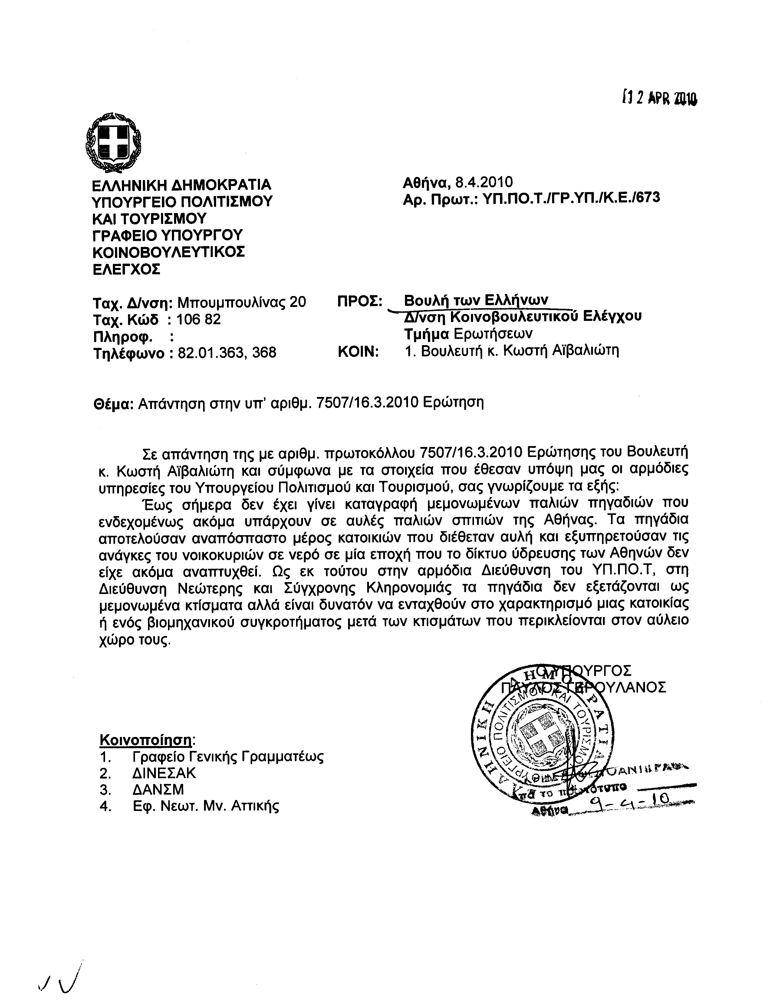 12 APR 2010
ΕΛΛΗΝΙΚΗ ΔΗΜΟΚΡΑΤΙΑ
ΥΠΟΥΡΓΕΙΟ ΠΟΛΙΤΙΣΜΟΥ
ΚΑΙ ΤΟΥΡΙΣΜΟΥ
ΓΡΑΦΕΙΟ ΥΠΟΥΡΓΟΥ
ΚΟΙΝΟΒΟΥΛΕΥΤΙΚΟΣ
ΕΛΕΓΧΟΣ
Αθήνα, 8.4.2010
Αρ. Πρωτ.: ΥΠ.ΠΟ.Τ./ΓΡ.ΥΠ./Κ.Ε./673
Ταχ. Δ/νση: Μπουμπουλίνας 20
Ταχ. Κώδ : 106 82
Πληροφ. :
Τηλέφωνο : 82.01.363, 368
ΠΡΟΣ: Βουλή των Ελλήνων
Δ/νση Κοινοβουλευτικού Ελέγχου
Τμήμα Ερωτήσεων
ΚΟΙΝ: 1. Βουλευτή κ. Κωστή Αϊβαλιώτη
Θέμα: Απάντηση στην υπ' αριθμ. 7507/16.3.2010 Ερώτηση
Σε απάντηση της με αριθμ. πρωτοκόλλου 7507/16.3.2010 Ερώτησης του Βουλευτή
κ. Κωστή Αϊβαλιώτη και σύμφωνα με τα στοιχεία που έθεσαν υπόψη μας οι αρμόδιες
υπηρεσίες του Υπουργείου Πολιτισμού και Τουρισμού, σας γνωρίζουμε τα εξής:
Έως σήμερα δεν έχει γίνει καταγραφή μεμονωμένων παλιών πηγαδιών που
ενδεχομένως ακόμα υπάρχουν σε αυλές παλιών σπιτιών της Αθήνας. Τα πηγάδια
αποτελούσαν αναπόσπαστο μέρος κατοικιών που διέθεταν αυλή και εξυπηρετούσαν τις
ανάγκες του νοικοκυριών σε νερό σε μία εποχή που το δίκτυο ύδρευσης των Αθηνών δεν
είχε ακόμα αναπτυχθεί. Ως εκ τούτου στην αρμόδια Διεύθυνση του ΥΠ.ΠΟ.Τ, στη
Διεύθυνση Νεώτερης και Σύγχρονης Κληρονομιάς τα πηγάδια δεν εξετάζονται ως
μεμονωμένα κτίσματα αλλά είναι δυνατόν να ενταχθούν στο χαρακτηρισμό μιας κατοικίας
ή ενός βιομηχανικού συγκροτήματος μετά των κτισμάτων που περικλείονται στον αύλειο
χώρο τους.
Ο ΥΠΟΥΡΓΟΣ
ΠΑΥΛΟΣ ΓΕΡΟΥΛΑΝΟΣ
ΕΛΛΗΝΙΚΗ ΔΗΜΟΚΡΑΤΙΑ
ΥΠΟΥΡΓΕΙΟ ΠΟΛΙΤΙΣΜΟΥ ΚΑΙ ΤΟΥΡΙΣΜΟΥ
από το πρωτότυπο
Αθήνα 9-4-10
Κοινοποίηση:
1. Γραφείο Γενικής Γραμματέως
2. ΔΙΝΕΣΑΚ
3. ΔΑΝΣΜ
4. Εφ. Νεωτ. Μν. Αττικής